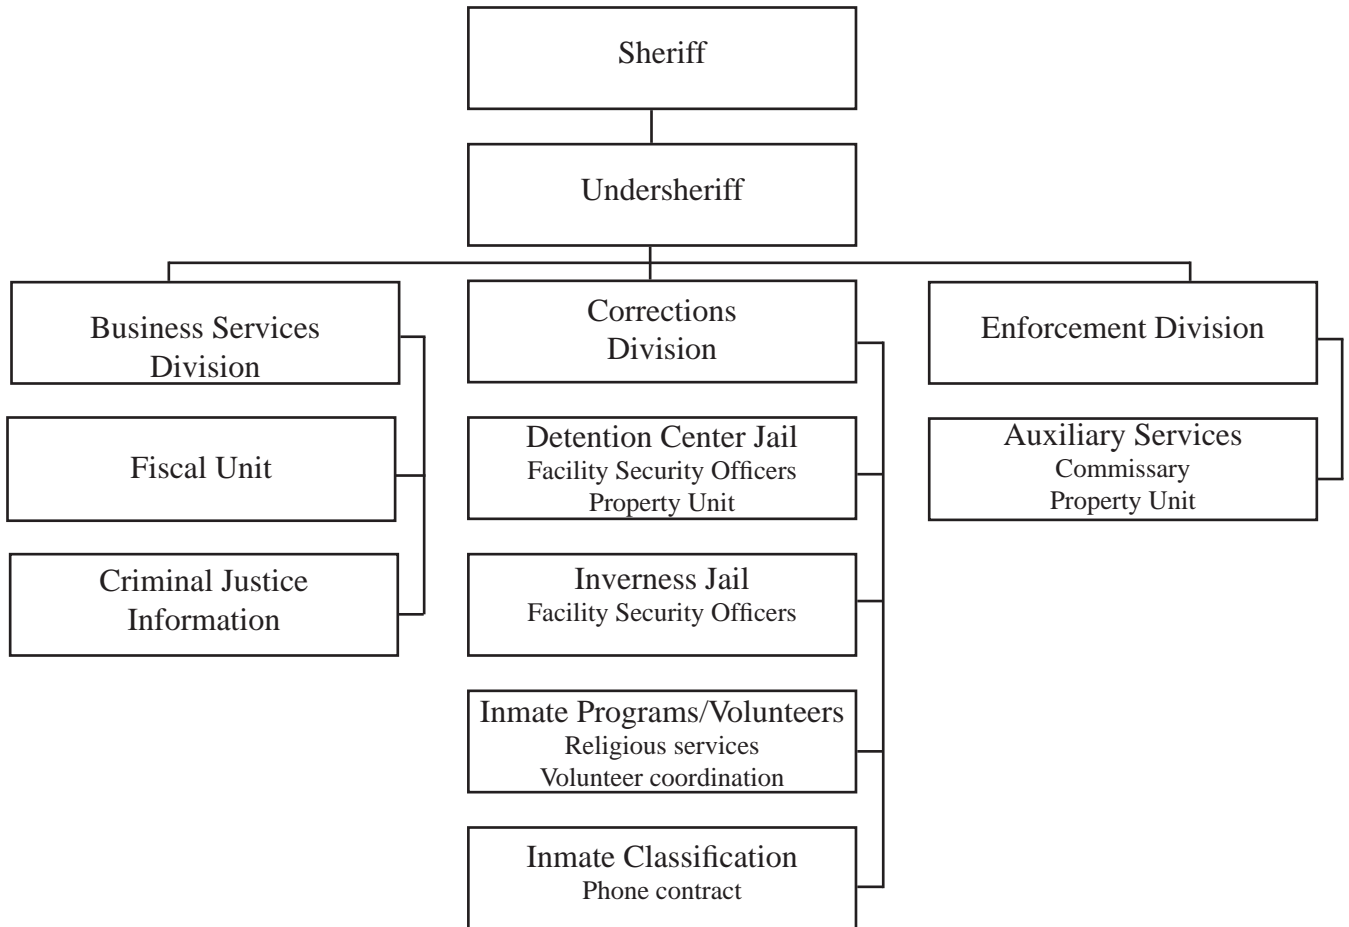 Sheriff
Undersheriff
Business Services
Division
Fiscal Unit
Criminal Justice
Information
Corrections
Division
Detention Center Jail
Facility Security Officers
Property Unit
Inverness Jail
Facility Security Officers
Inmate Programs/Volunteers
Religious services
Volunteer coordination
Inmate Classification
Phone contract
Enforcement Division
Auxiliary Services
Commissary
Property Unit